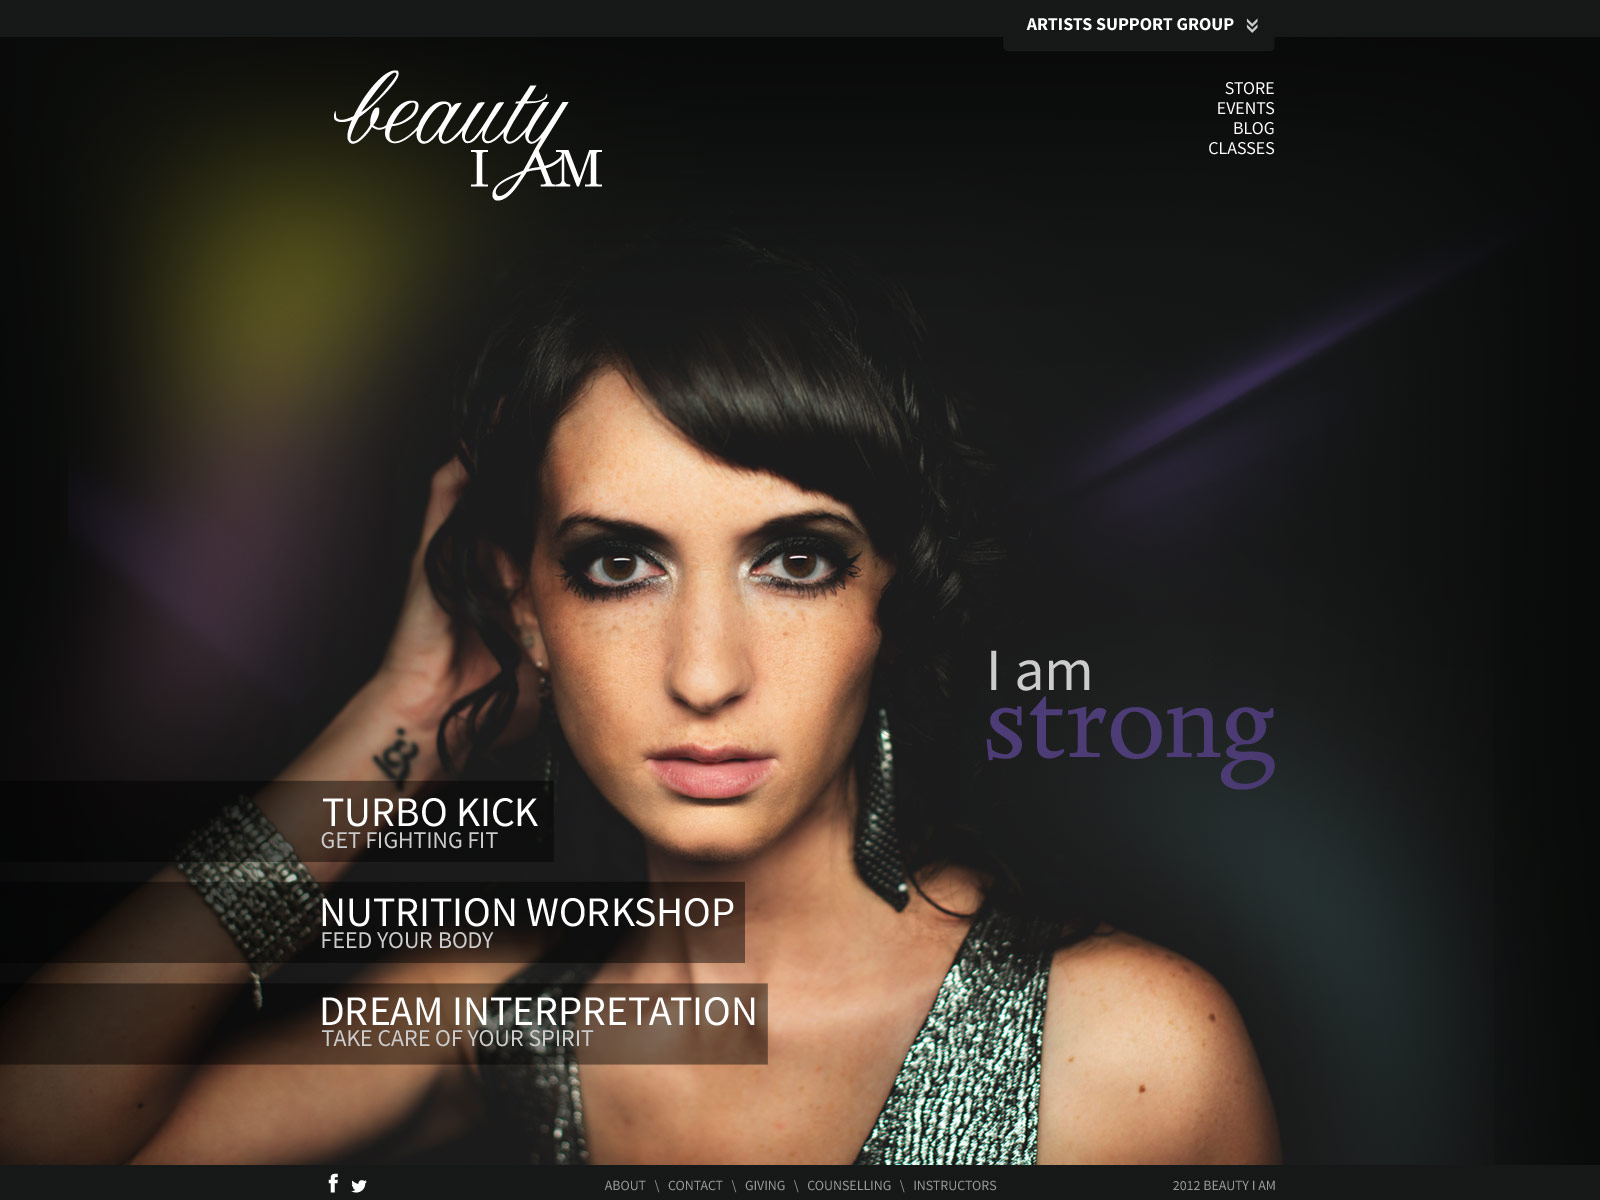 ARTISTS SUPPORT GROUP
beauty
I AM
STORE
EVENTS
BLOG
CLASSES
I am
strong
TURBO KICK
GET FIGHTING FIT
NUTRITION WORKSHOP
FEED YOUR BODY
DREAM INTERPRETATION
TAKE CARE OF YOUR SPIRIT
ABOUT \ CONTACT \ GIVING \ COUNSELLING \ INSTRUCTORS
2012 BEAUTY I AM